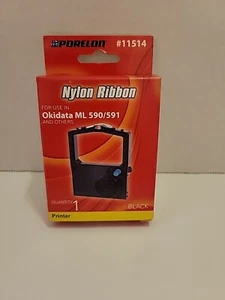 PORELON #11514
Nylon Ribbon
FOR USE IN
Okidata ML 590/591
AND OTHERS
QUANTITY 1
BLACK
Printer